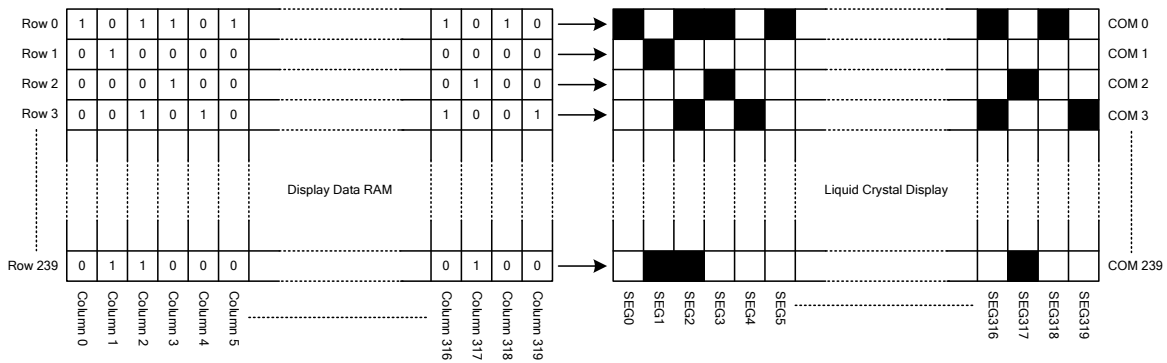 Row 0 1 0 1 1 0 1 1 0 1 0 COM 0
Row 1 0 1 0 0 0 0 0 0 0 0 COM 1
Row 2 0 0 0 1 0 0 0 1 0 0 COM 2
Row 3 0 0 1 0 1 0 1 0 0 1 COM 3
Display Data RAM Liquid Crystal Display
Row 239 0 1 1 0 0 0 0 1 0 0 COM 239
Column 0 Column 1 Column 2 Column 3 Column 4 Column 5 Column 316 Column 317 Column 318 Column 319 SEG0 SEG1 SEG2 SEG3 SEG4 SEG5 SEG316 SEG317 SEG318 SEG319